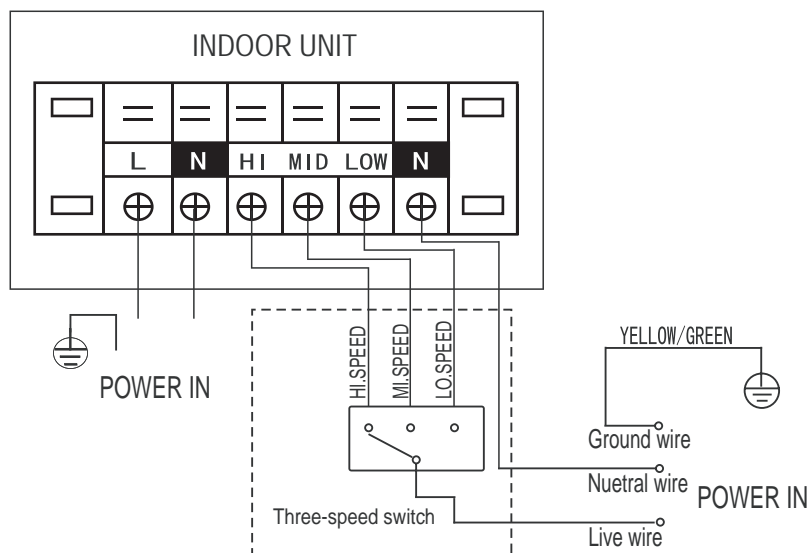 INDOOR UNIT
L N HI MID LOW N
HI.SPEED
MI.SPEED
LO.SPEED
YELLOW/GREEN
POWER IN
Ground wire
Nuetral wire
POWER IN
Three-speed switch
Live wire